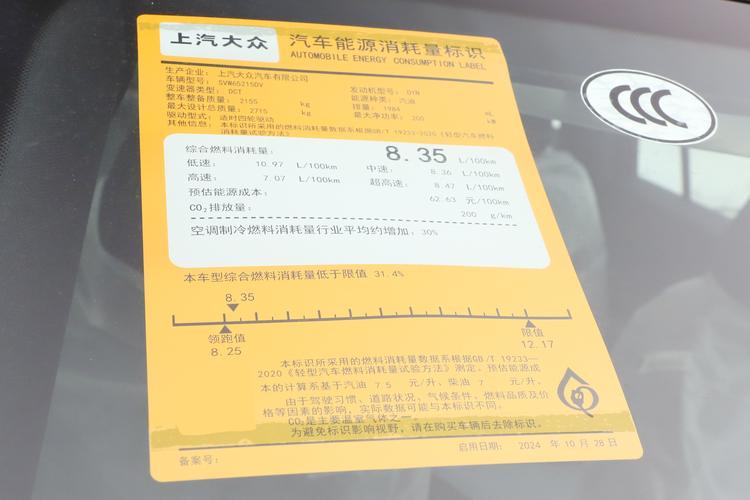 上汽大众 汽车能源消耗量标识
AUTOMOBILE ENERGY CONSUMPTION LABEL
生产企业: 上汽大众汽车有限公司
车辆型号: SVW6521SDV 发动机型号: DYN
变速器类型: DCT 能源种类: 汽油
整车整备质量: 2155 kg 排量: 1984 mL
最大设计总质量: 2715 kg 最大净功率: 200 kW
驱动型式: 适时四轮驱动
其他信息: 本标识所采用的燃料消耗量数据系根据GB/T 19233-2020《轻型汽车燃料
消耗量试验方法》
综合燃料消耗量: 8.35 L/100km
低速: 10.97 L/100km 中速: 8.36 L/100km
高速: 7.07 L/100km 超高速: 8.47 L/100km
预估能源成本: 62.63 元/100km
CO₂排放量: 200 g/km
空调制冷燃料消耗量行业平均约增加: 30%
本车型综合燃料消耗量低于限值 31.4%
8.35
领跑值 限值
8.25 12.17
本标识所采用的燃料消耗量数据系根据GB/T 19233—
2020《轻型汽车燃料消耗量试验方法》测定, 预估能源成
本的计算系基于汽油 7.5 元/升, 柴油 7 元/升。
由于驾驶习惯、道路状况、气候条件、燃料品质及价
格等因素的影响, 实际数据可能与本标识不同。
CO₂是主要温室气体之一。
为避免标识影响视野, 请在购买车辆后去除标识。
备案号: 启用日期: 2024 年 10 月 28 日
CCC